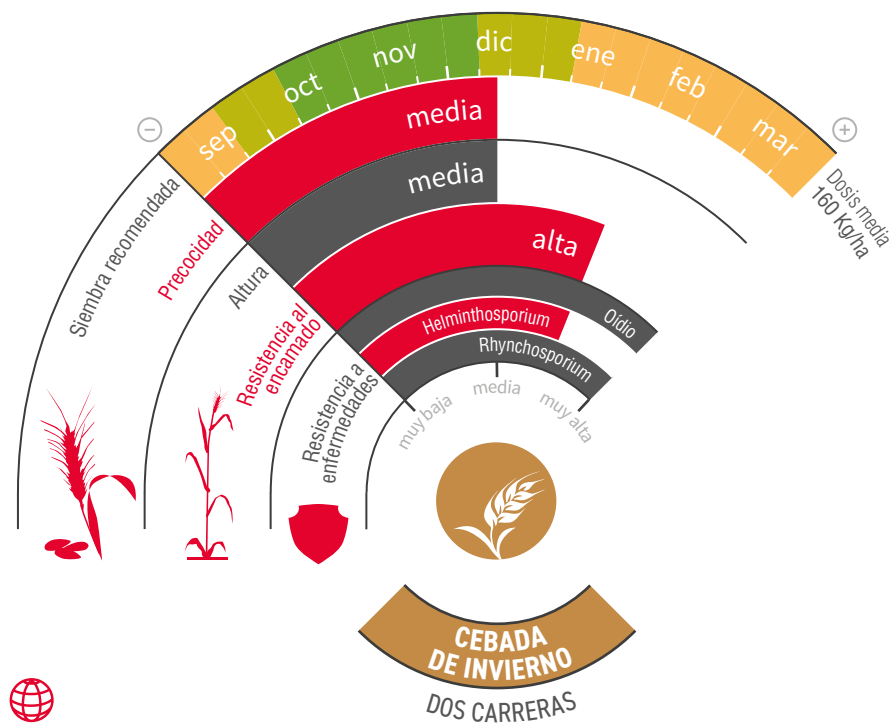 sep
oct
nov
dic
ene
feb
mar
Siembra recomendada
Dosis media
160 Kg/ha
Precocidad
media
Altura
media
Resistencia al
encamado
alta
Resistencia a
enfermedades
Oídio
Helminthosporium
Rhynchosporium
muy baja
media
muy alta
CEBADA
DE INVIERNO
DOS CARRERAS